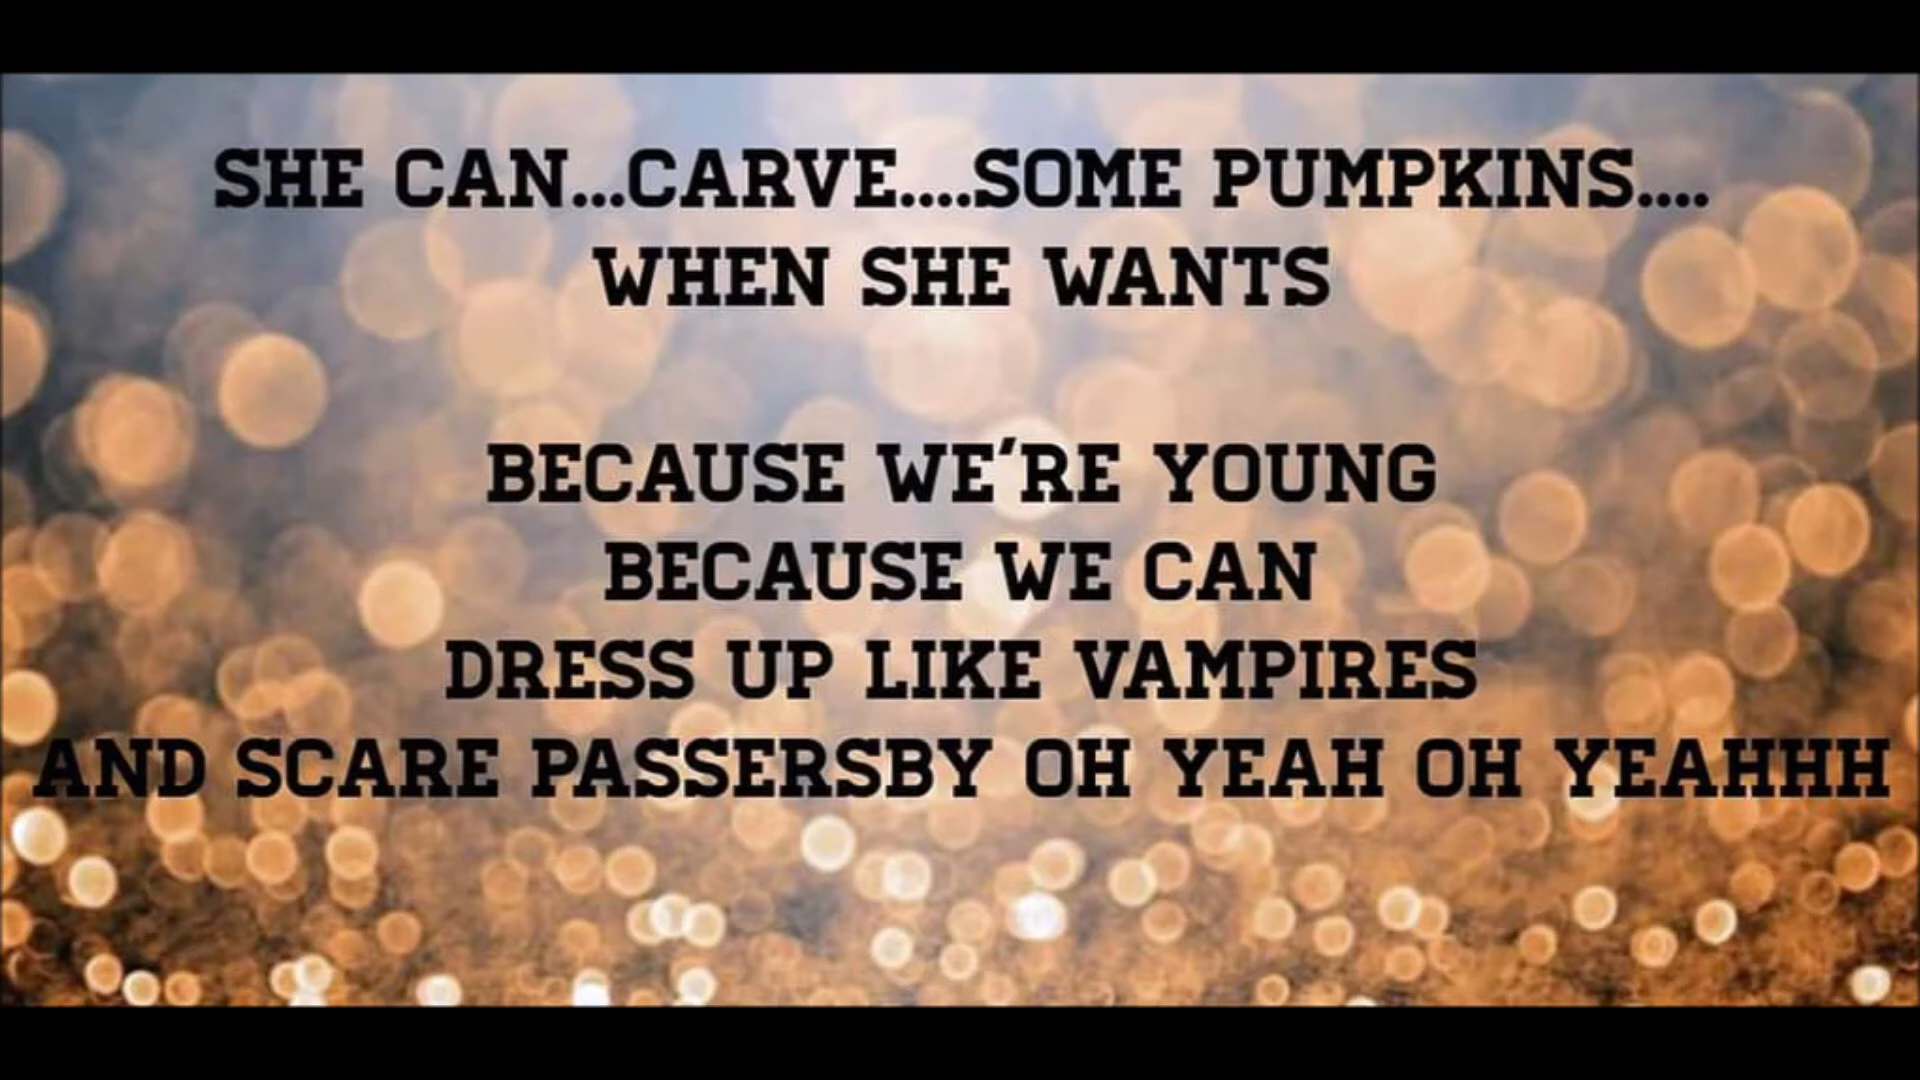 SHE CAN...CARVE....SOME PUMPKINS....
WHEN SHE WANTS
BECAUSE WE'RE YOUNG
BECAUSE WE CAN
DRESS UP LIKE VAMPIRES
AND SCARE PASSERSBY OH YEAH OH YEAHHH